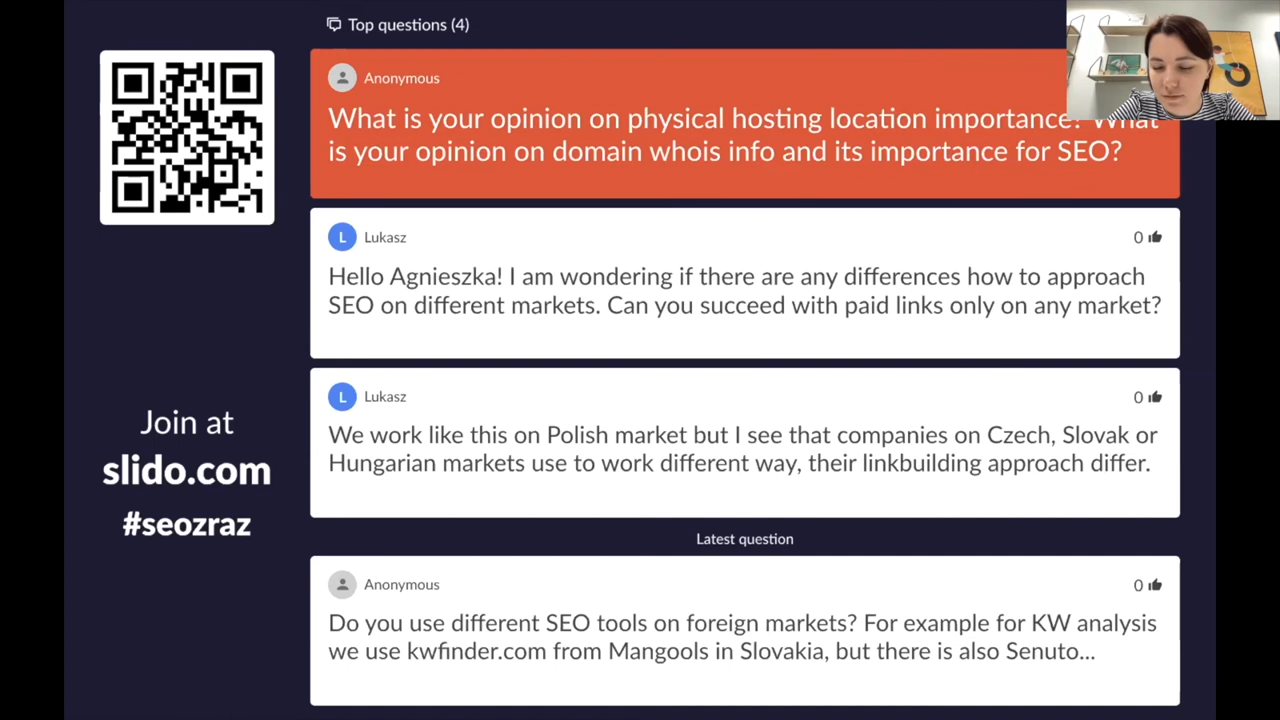 Top questions (4)
Anonymous
What is your opinion on physical hosting location importance? What
is your opinion on domain whois info and its importance for SEO?
L Lukasz
0
Hello Agnieszka! I am wondering if there are any differences how to approach
SEO on different markets. Can you succeed with paid links only on any market?
L Lukasz
0
We work like this on Polish market but I see that companies on Czech, Slovak or
Hungarian markets use to work different way, their linkbuilding approach differ.
Join at
slido.com
#seozraz
Latest question
Anonymous
0
Do you use different SEO tools on foreign markets? For example for KW analysis
we use kwfinder.com from Mangools in Slovakia, but there is also Senuto...